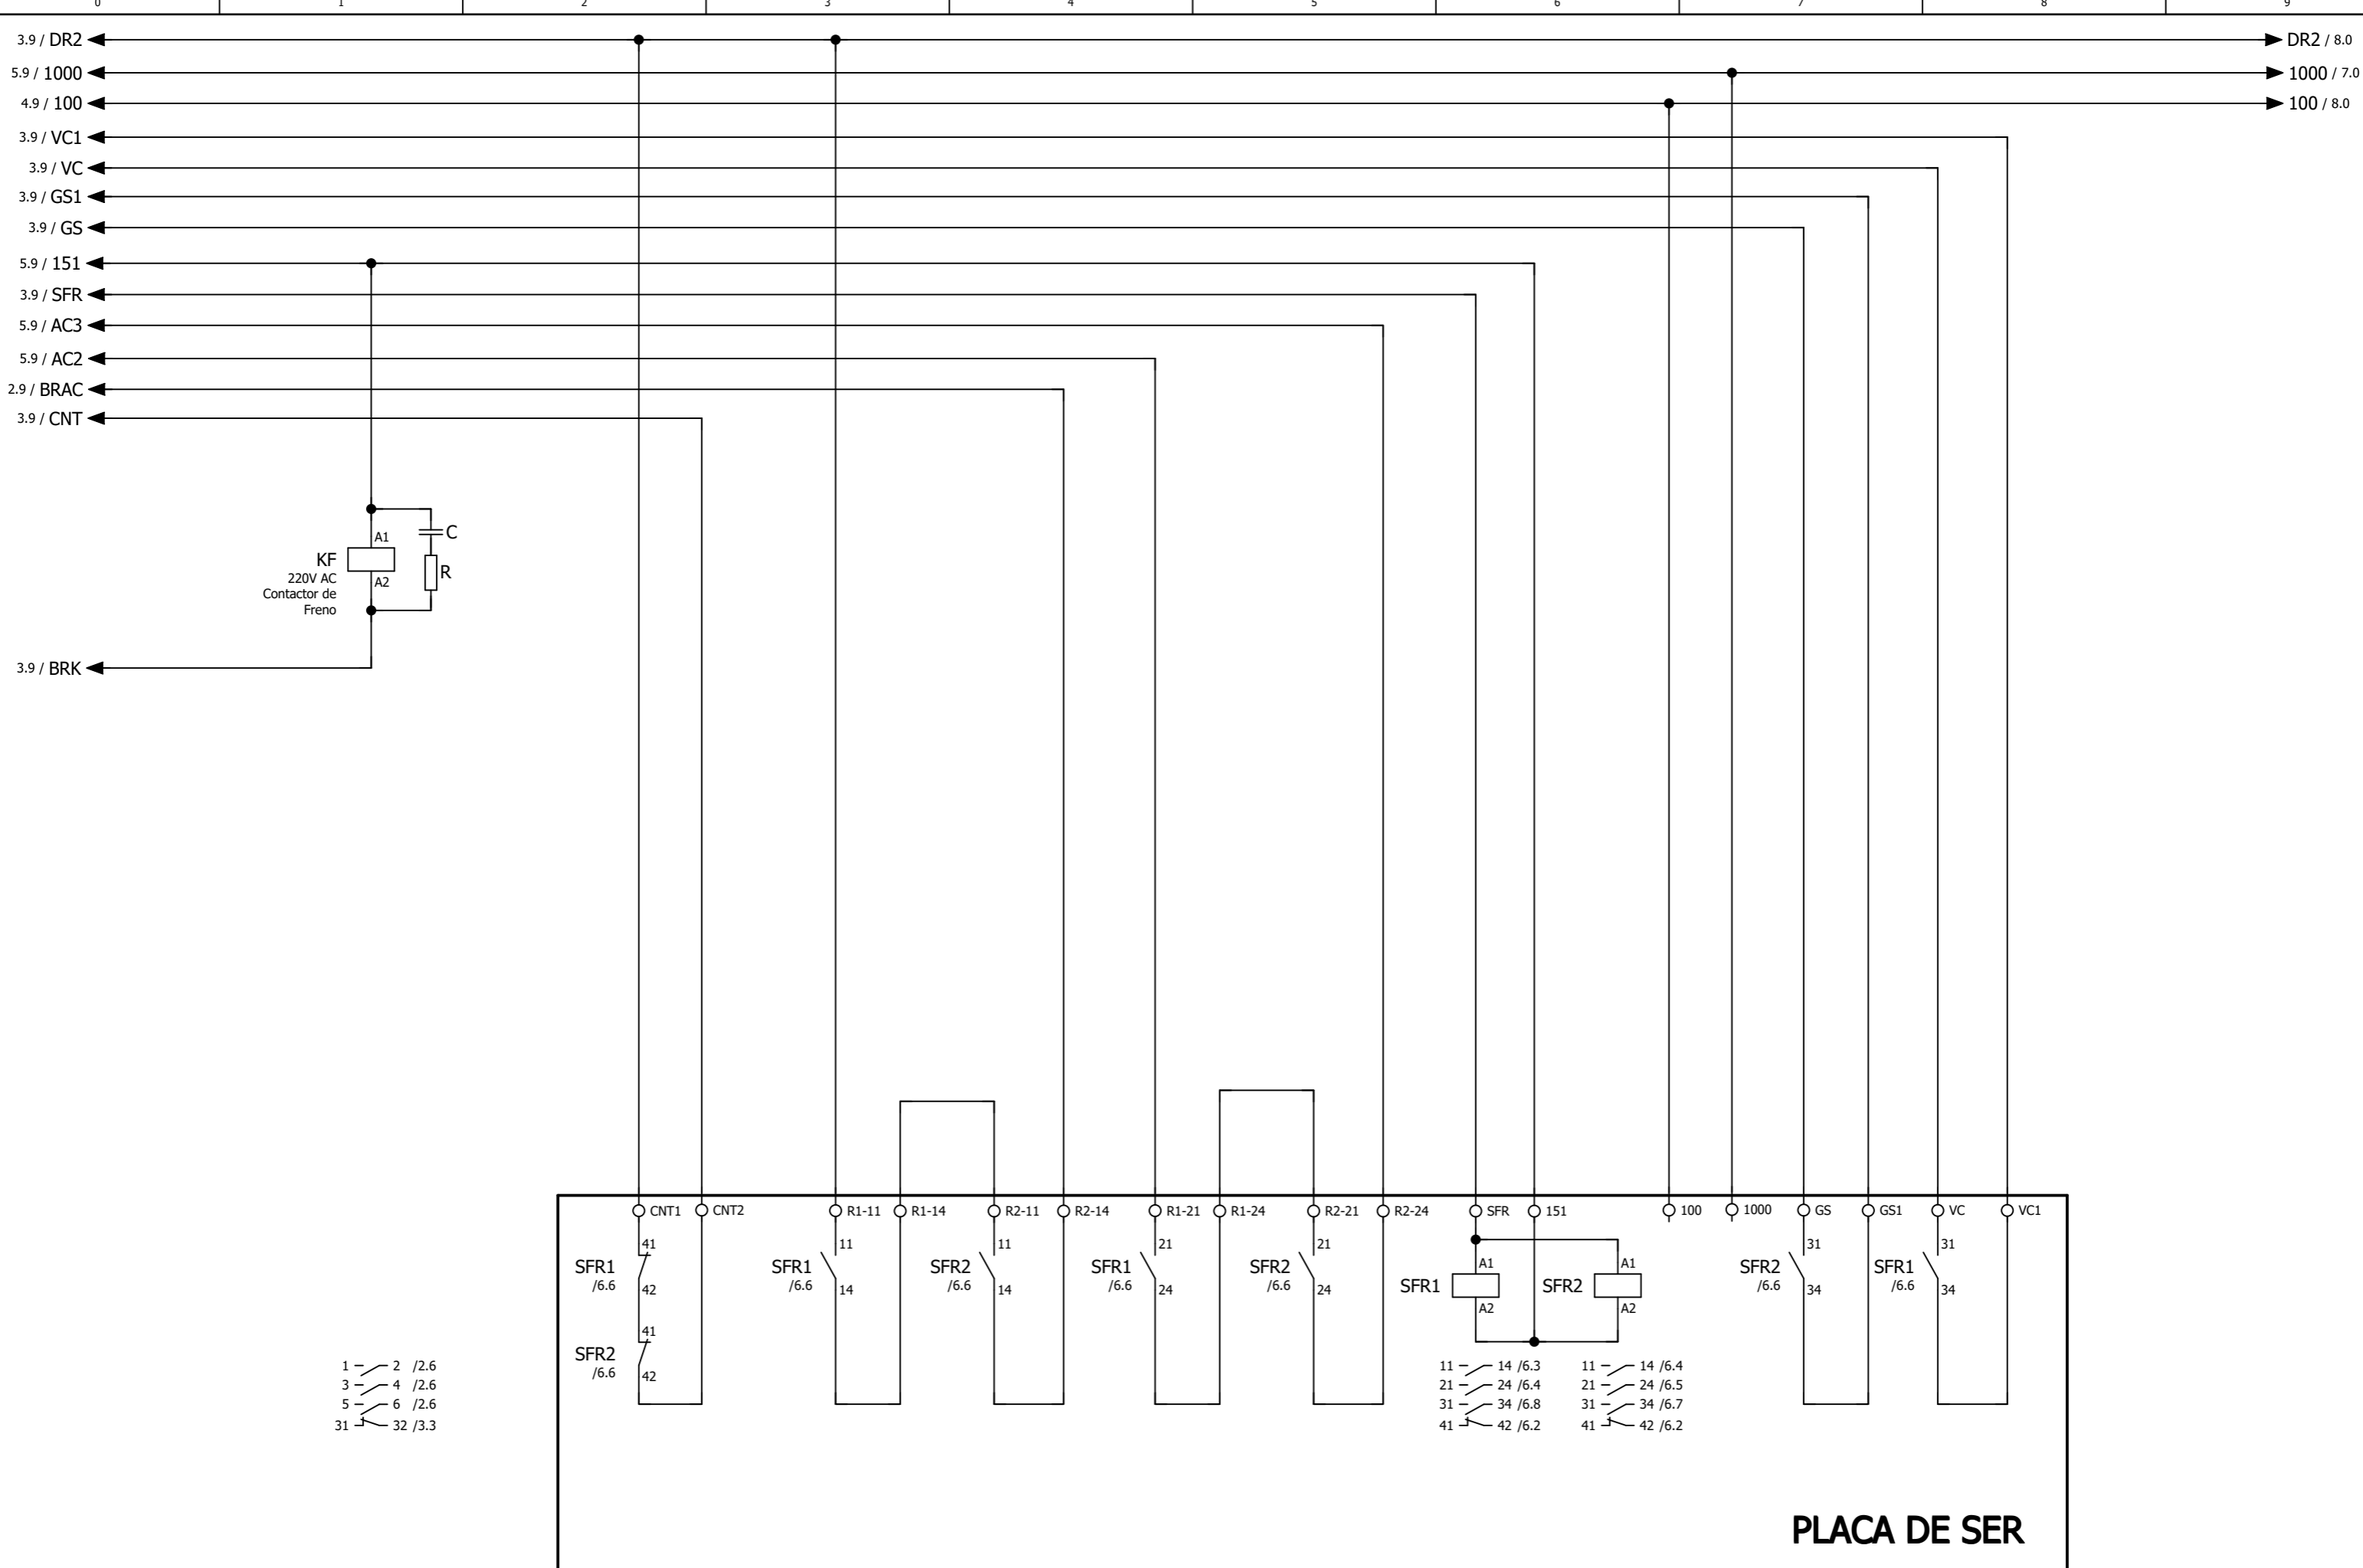 0 1 2 3 4 5 6 7 8 9
3.9 / DR2 DR2 / 8.0
5.9 / 1000 1000 / 7.0
4.9 / 100 100 / 8.0
3.9 / VC1
3.9 / VC
3.9 / GS1
3.9 / GS
5.9 / 151
3.9 / SFR
5.9 / AC3
5.9 / AC2
2.9 / BRAC
3.9 / CNT
C
A1
KF
R
220V AC
A2
Contactor de
Freno
3.9 / BRK
CNT1 CNT2 R1-11 R1-14 R2-11 R2-14 R1-21 R1-24 R2-21 R2-24 SFR 151 100 1000 GS GS1 VC VC1
41 11 11 21 21 31 31
A1 A1
SFR1 SFR1 SFR2 SFR1 SFR2 SFR2 SFR1
/6.6 /6.6 /6.6 /6.6 /6.6 /6.6 /6.6
SFR1 SFR2
42 14 14 24 24 34 34
A2 A2
41
SFR2
/6.6
42
1 2 /2.6 11 14 /6.3 11 14 /6.4
3 4 /2.6 21 24 /6.4 21 24 /6.5
5 6 /2.6 31 34 /6.8 31 34 /6.7
31 32 /3.3 41 42 /6.2 41 42 /6.2
PLACA DE SER